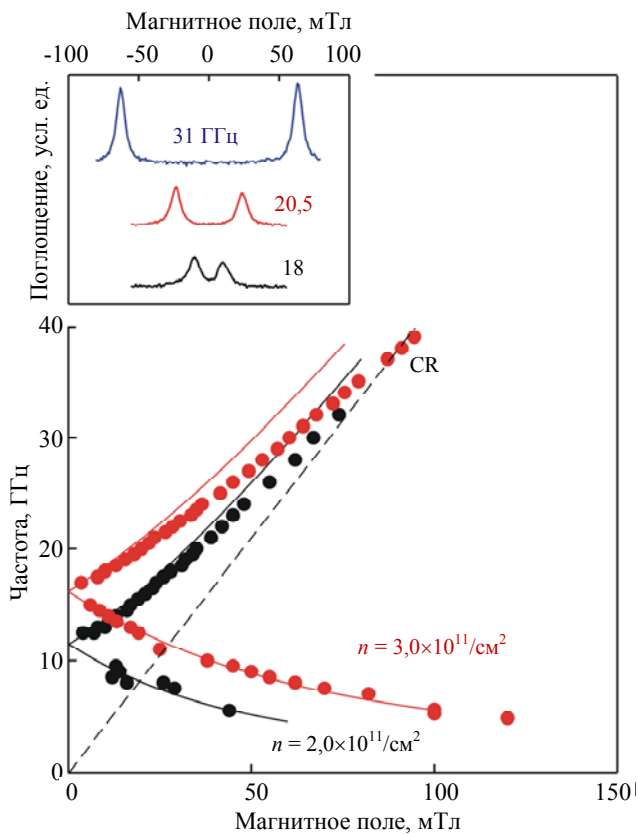 Магнитное поле, мТл
-100 -50 0 50 100
Поглощение, усл. ед.
31 ГГц
20,5
18
40
CR
30
Частота, ГГц
20
n = 3,0×10¹¹/см²
10
n = 2,0×10¹¹/см²
0
0 50 100 150
Магнитное поле, мТл